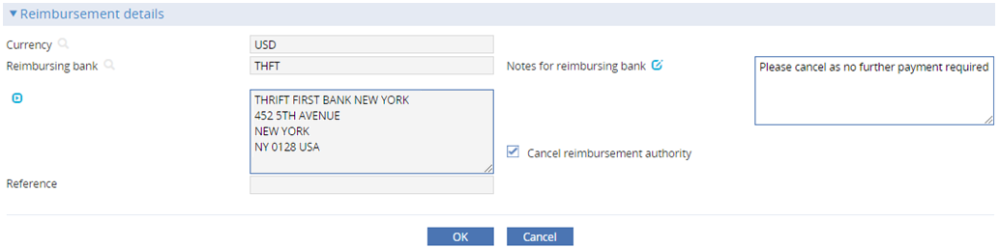 Reimbursement details
Currency
USD
Reimbursing bank
THFT
Notes for reimbursing bank
Please cancel as no further payment required
THRIFT FIRST BANK NEW YORK
452 5TH AVENUE
NEW YORK
NY 0128 USA
Cancel reimbursement authority
Reference
OK
Cancel